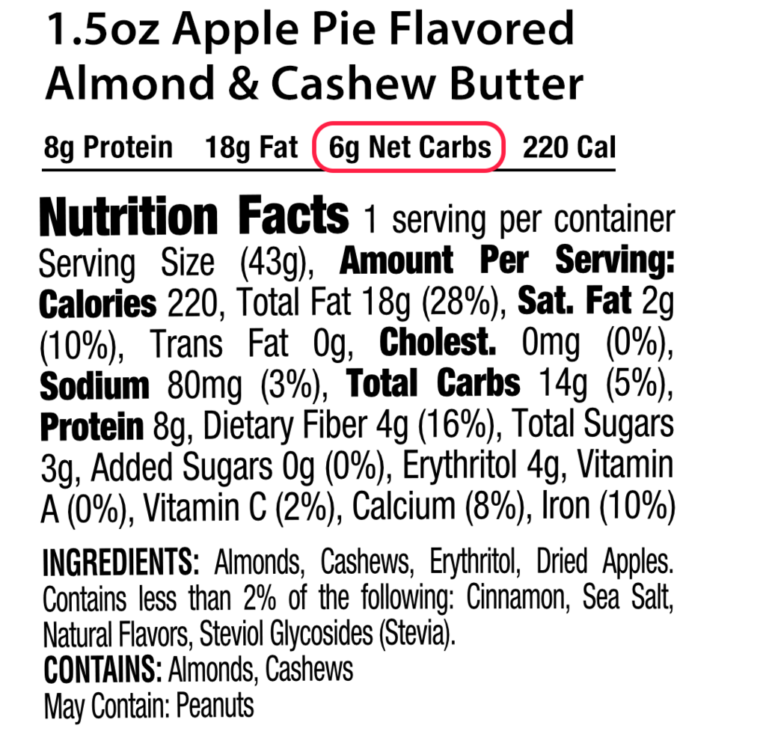 1.5oz Apple Pie Flavored
Almond & Cashew Butter
8g Protein 18g Fat 6g Net Carbs 220 Cal
Nutrition Facts 1 serving per container
Serving Size (43g), Amount Per Serving:
Calories 220, Total Fat 18g (28%), Sat. Fat 2g
(10%), Trans Fat 0g, Cholest. 0mg (0%),
Sodium 80mg (3%), Total Carbs 14g (5%),
Protein 8g, Dietary Fiber 4g (16%), Total Sugars
3g, Added Sugars 0g (0%), Erythritol 4g, Vitamin
A (0%), Vitamin C (2%), Calcium (8%), Iron (10%)
INGREDIENTS: Almonds, Cashews, Erythritol, Dried Apples.
Contains less than 2% of the following: Cinnamon, Sea Salt,
Natural Flavors, Steviol Glycosides (Stevia).
CONTAINS: Almonds, Cashews
May Contain: Peanuts